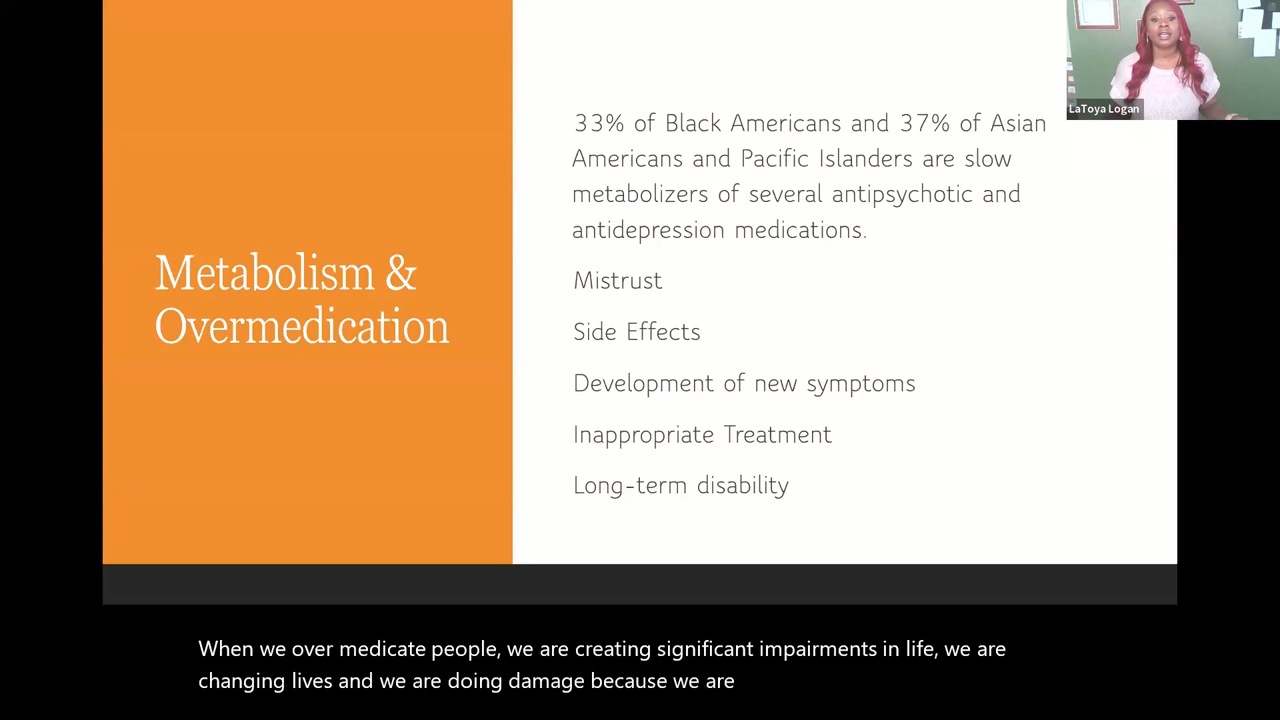 LaToya Logan
33% of Black Americans and 37% of Asian
Americans and Pacific Islanders are slow
metabolizers of several antipsychotic and
antidepression medications.
Metabolism &
Overmedication
Mistrust
Side Effects
Development of new symptoms
Inappropriate Treatment
Long-term disability
When we over medicate people, we are creating significant impairments in life, we are
changing lives and we are doing damage because we are